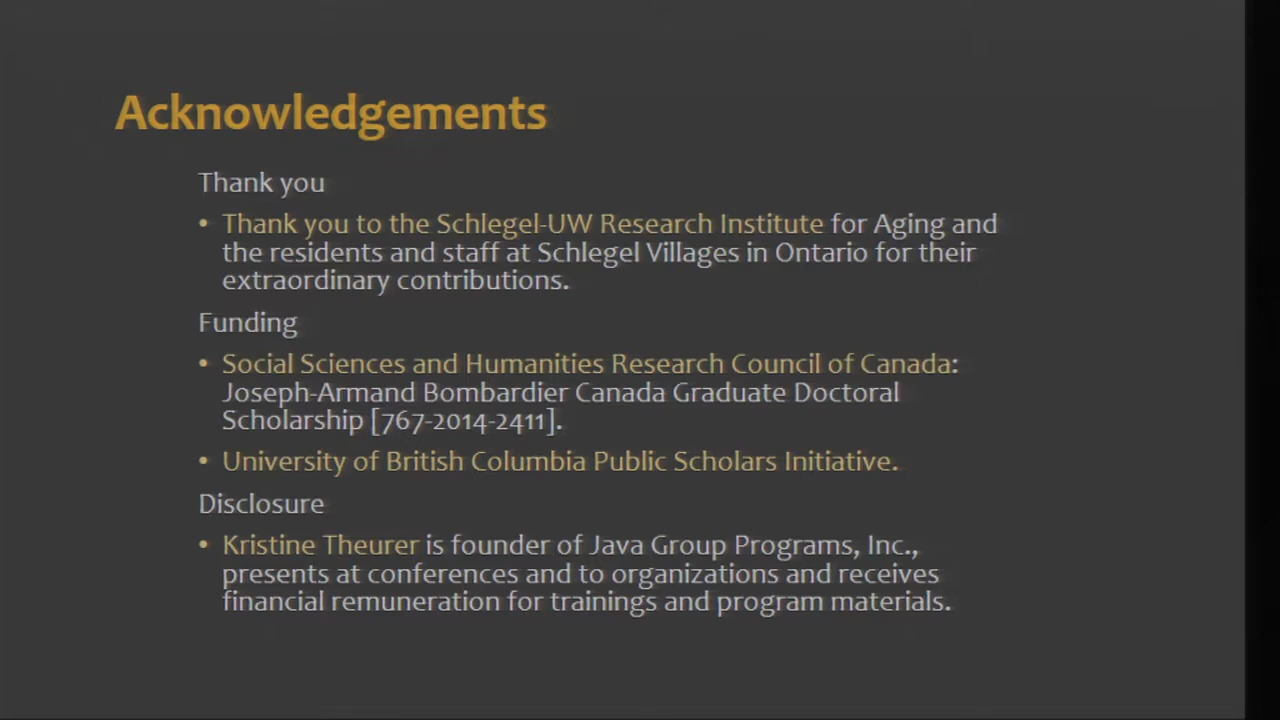 Acknowledgements
Thank you
• Thank you to the Schlegel-UW Research Institute for Aging and
the residents and staff at Schlegel Villages in Ontario for their
extraordinary contributions.
Funding
• Social Sciences and Humanities Research Council of Canada:
Joseph-Armand Bombardier Canada Graduate Doctoral
Scholarship [767-2014-2411].
• University of British Columbia Public Scholars Initiative.
Disclosure
• Kristine Theurer is founder of Java Group Programs, Inc.,
presents at conferences and to organizations and receives
financial remuneration for trainings and program materials.